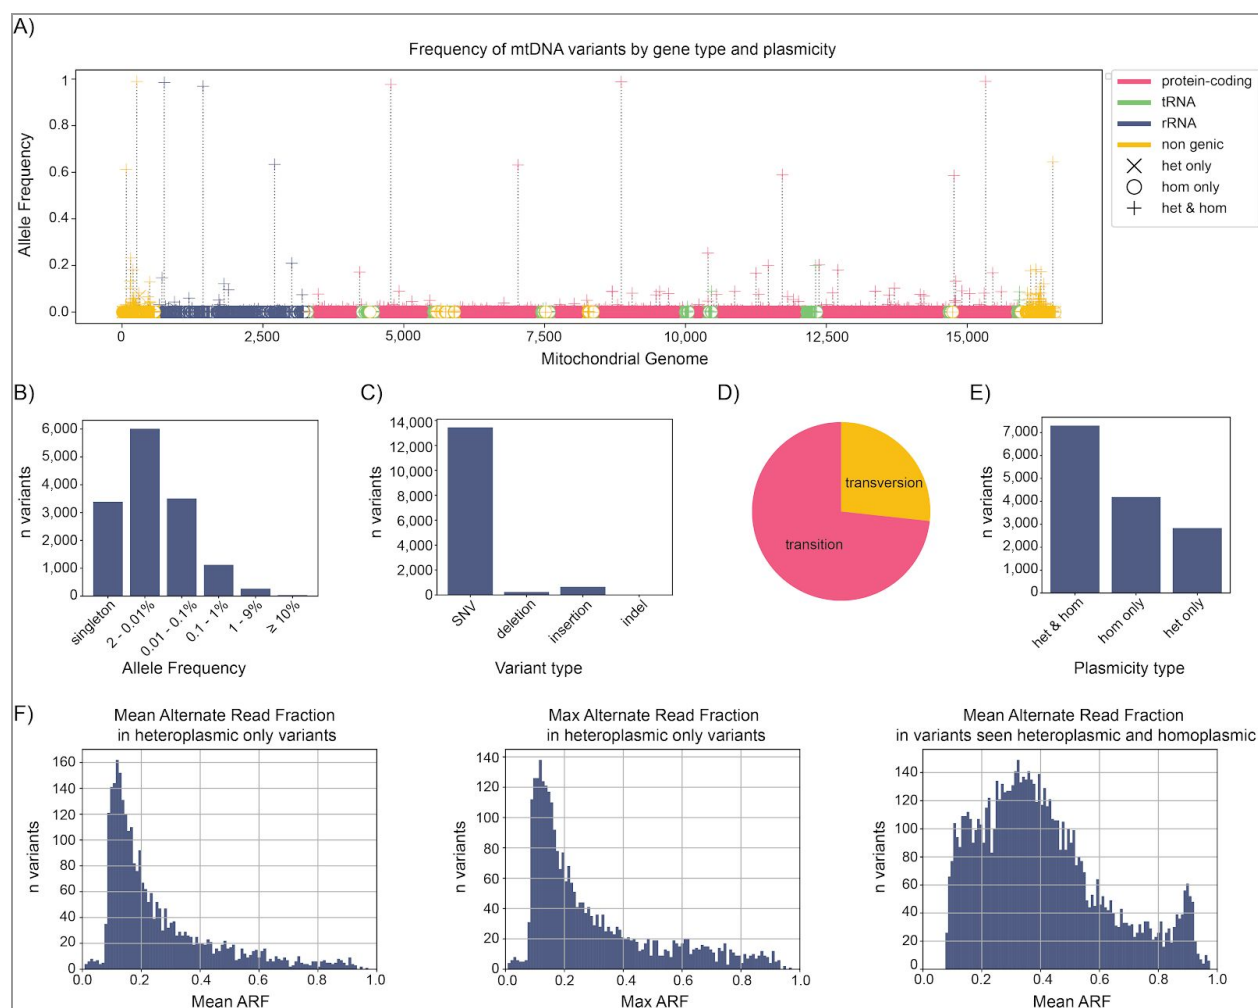 A)
Frequency of mtDNA variants by gene type and plasmicity
1
0.8
0.6
0.4
0.2
0.0
Allele Frequency
0
2,500
5,000
7,500
10,000
12,500
15,000
Mitochondrial Genome
protein-coding
tRNA
rRNA
non genic
het only
hom only
het & hom
B)
6,000
5,000
4,000
3,000
2,000
1,000
0
n variants
singleton
2 - 0.01%
0.01 - 0.1%
0.1 - 1%
1 - 9%
≥ 10%
Allele Frequency
C)
14,000
12,000
10,000
8,000
6,000
4,000
2,000
0
n variants
SNV
deletion
insertion
indel
Variant type
D)
transversion
transition
E)
7,000
6,000
5,000
4,000
3,000
2,000
1,000
0
n variants
het & hom
hom only
het only
Plasmicity type
F)
Mean Alternate Read Fraction
in heteroplasmic only variants
160
140
120
100
80
60
40
20
0
n variants
0.0
0.2
0.4
0.6
0.8
1.0
Mean ARF
Max Alternate Read Fraction
in heteroplasmic only variants
140
120
100
80
60
40
20
0
n variants
0.0
0.2
0.4
0.6
0.8
1.0
Max ARF
Mean Alternate Read Fraction
in variants seen heteroplasmic and homoplasmic
140
120
100
80
60
40
20
0
n variants
0.0
0.2
0.4
0.6
0.8
1.0
Mean ARF